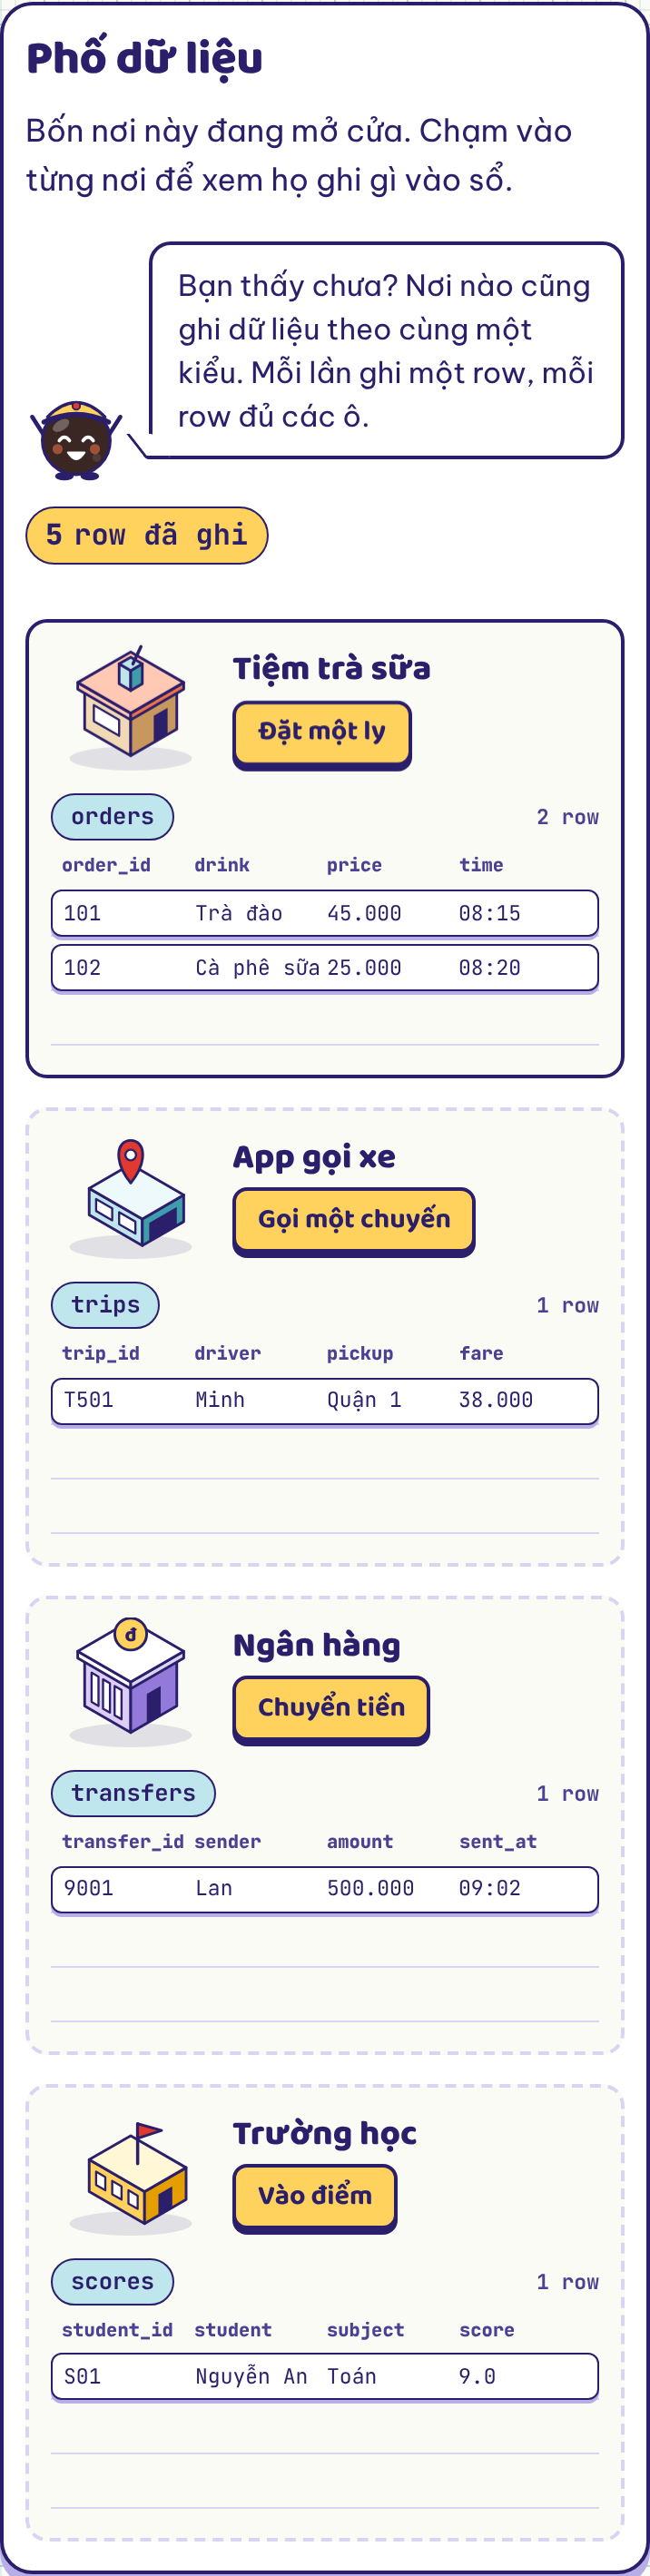 Phố dữ liệu
Bốn nơi này đang mở cửa. Chạm vào
từng nơi để xem họ ghi gì vào sổ.
Bạn thấy chưa? Nơi nào cũng
ghi dữ liệu theo cùng một
kiểu. Mỗi lần ghi một row, mỗi
row đủ các ô.
5 row đã ghi
Tiệm trà sữa
Đặt một ly
orders 2 row
order_id drink price time
101 Trà đào 45.000 08:15
102 Cà phê sữa 25.000 08:20
App gọi xe
Gọi một chuyến
trips 1 row
trip_id driver pickup fare
T501 Minh Quận 1 38.000
đ
Ngân hàng
Chuyển tiền
transfers 1 row
transfer_id sender amount sent_at
9001 Lan 500.000 09:02
Trường học
Vào điểm
scores 1 row
student_id student subject score
S01 Nguyễn An Toán 9.0